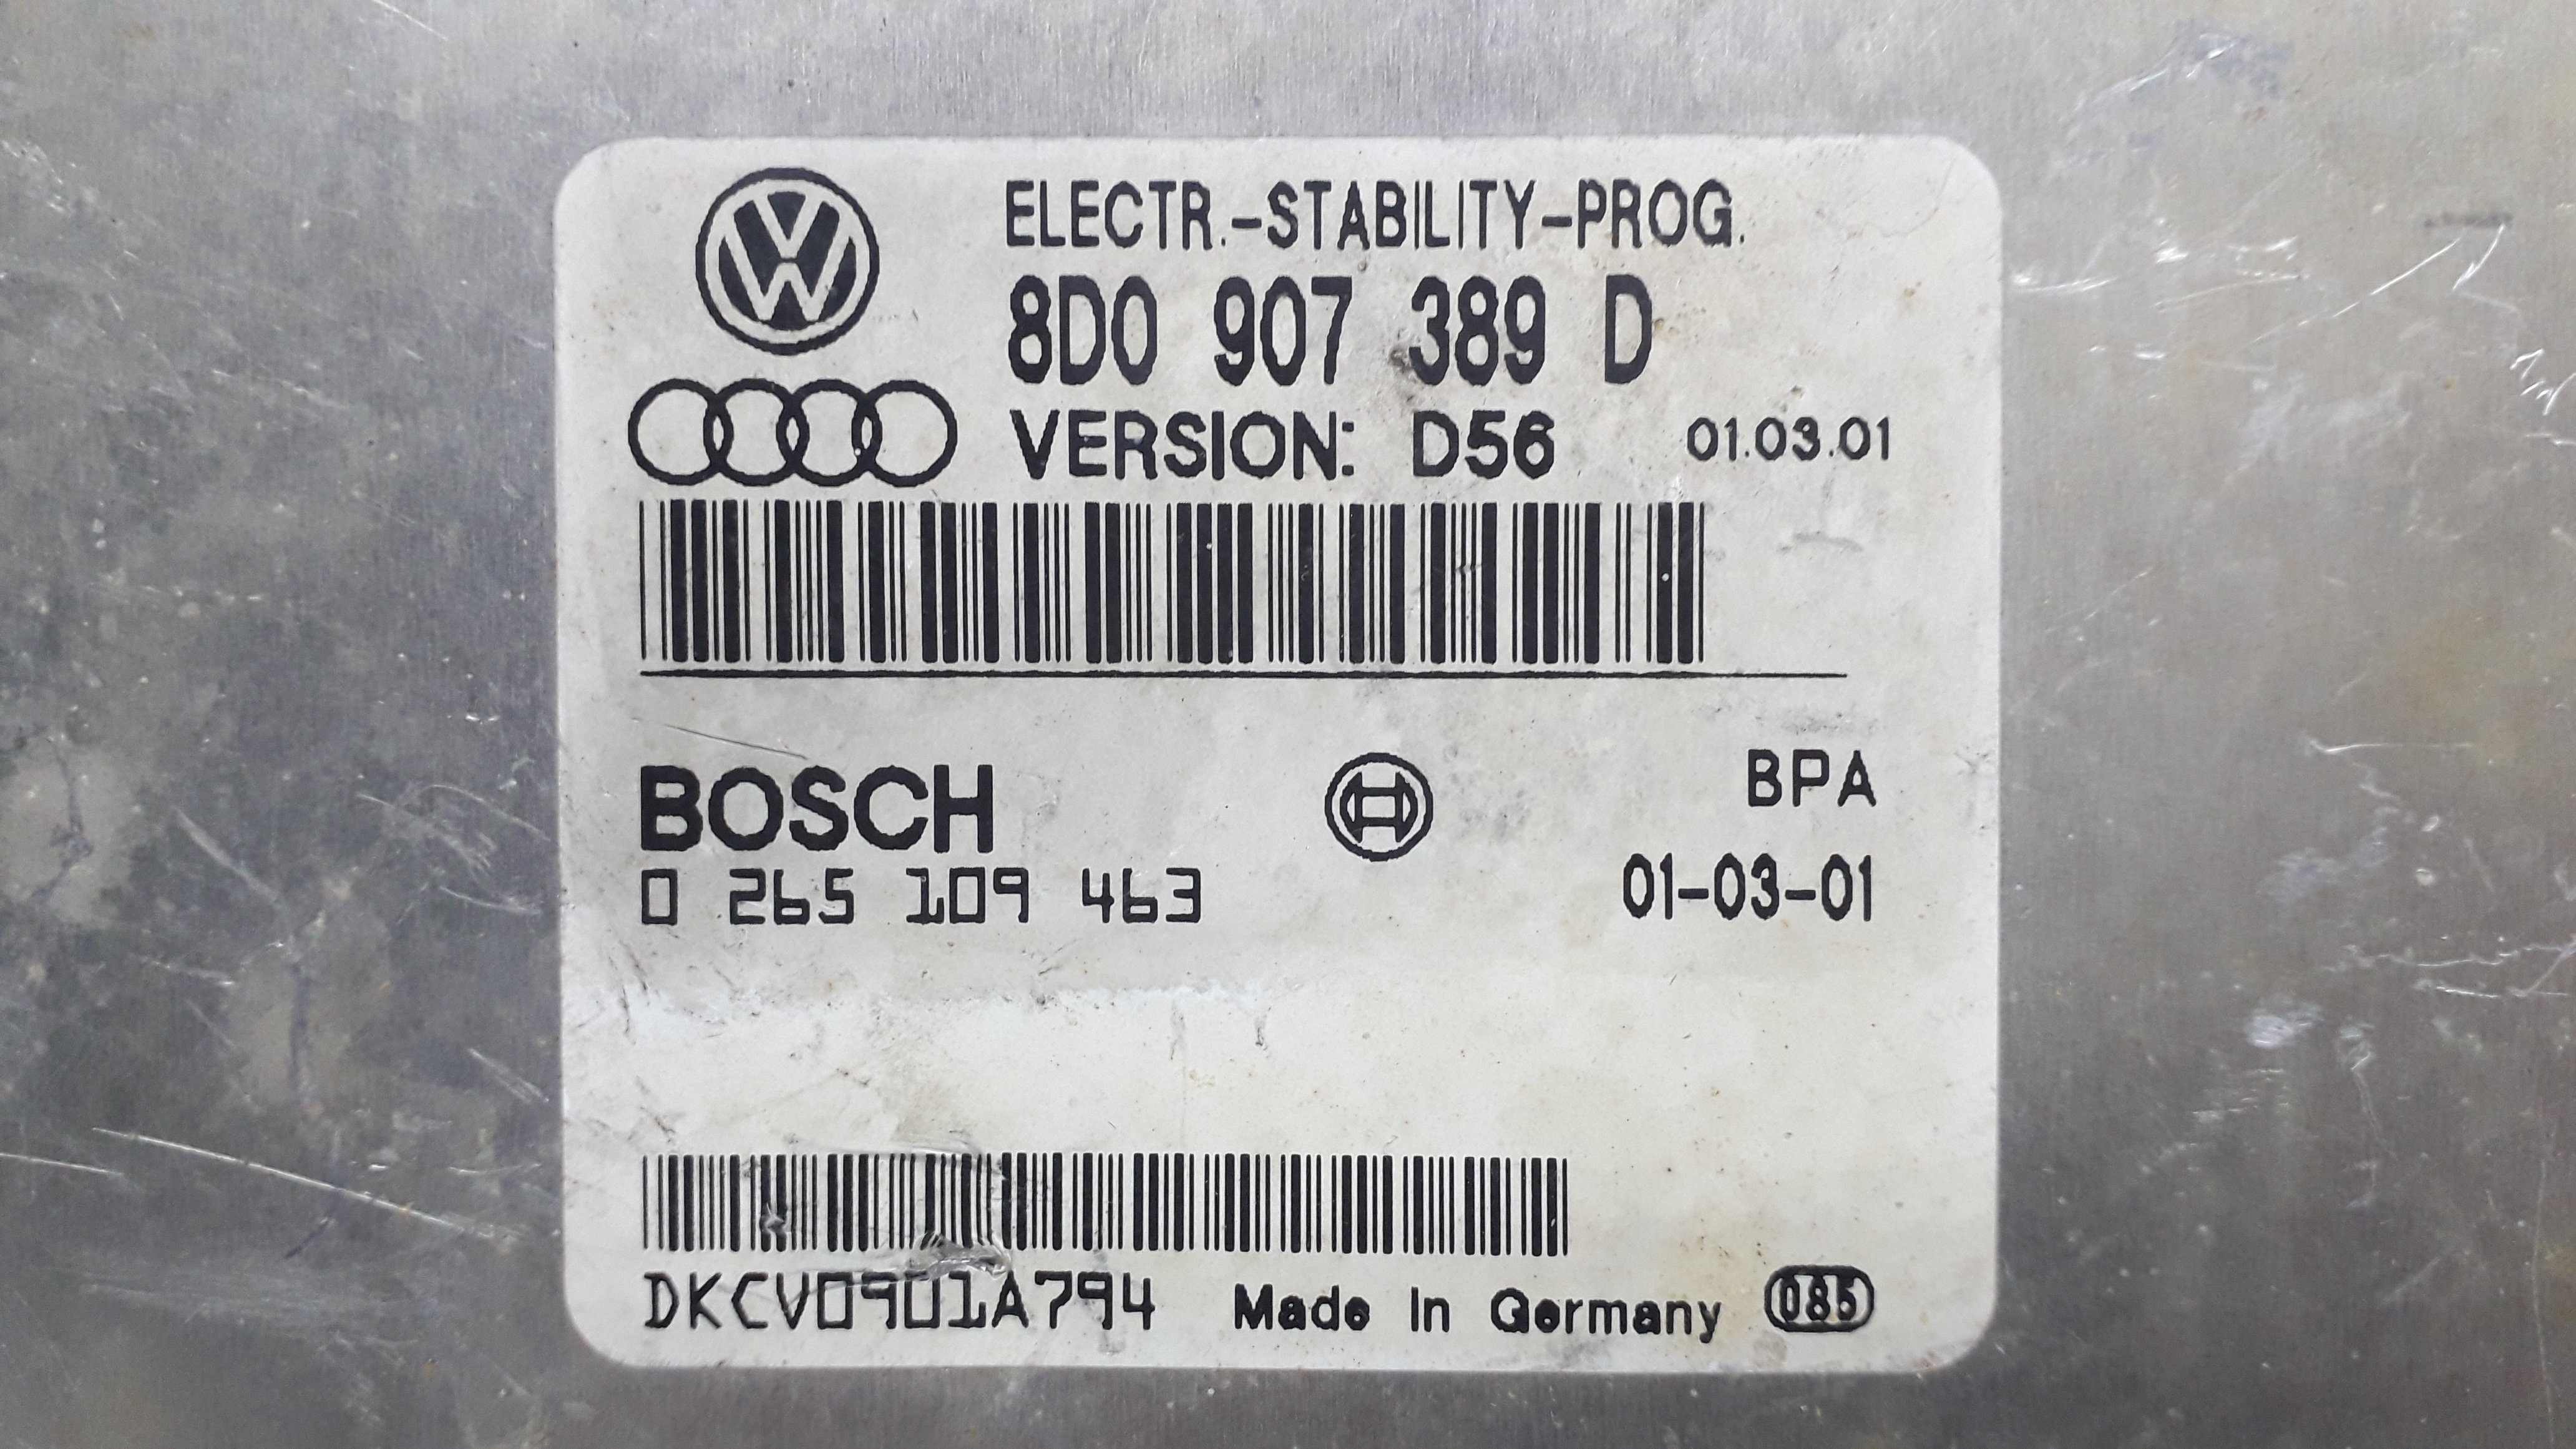 ELECTR.-STABILITY-PROG.
8D0 907 389 D
VERSION: D56 01.03.01
BOSCH BPA
0 265 109 463 01-03-01
DKCV0901A794 Made In Germany 085